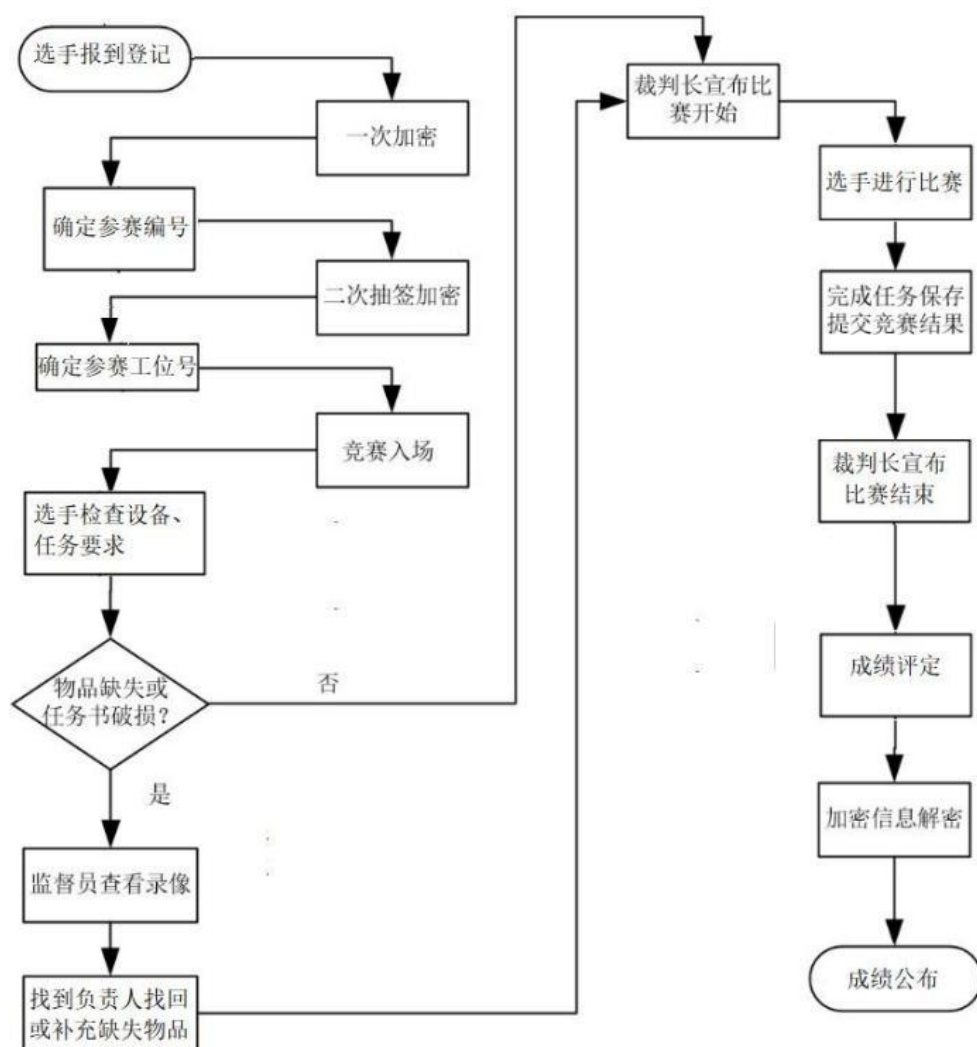 选手报到登记
一次加密
确定参赛编号
二次抽签加密
确定参赛工位号
竞赛入场
选手检查设备、
任务要求
物品缺失或
任务书破损？
否
是
监督员查看录像
找到负责人找回
或补充缺失物品
裁判长宣布比
赛开始
选手进行比赛
完成任务保存
提交竞赛结果
裁判长宣布
比赛结束
成绩评定
加密信息解密
成绩公布